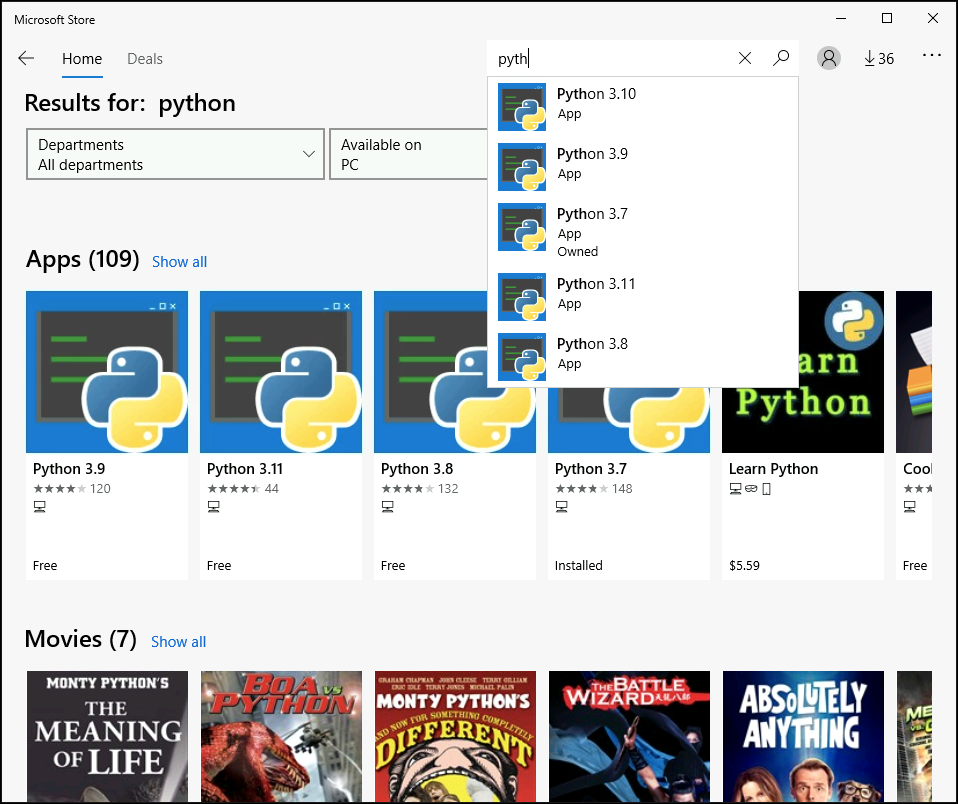 Microsoft Store
Home
Deals
pyth
36
Results for: python
Departments
All departments
Available on
PC
Python 3.10
App
Python 3.9
App
Python 3.7
App
Owned
Python 3.11
App
Python 3.8
App
Apps (109)
Show all
Python 3.9
120
Free
Python 3.11
44
Free
Python 3.8
132
Free
Python 3.7
148
Installed
arn
Python
Learn Python
$5.59
Cool
Free
Movies (7)
Show all
MONTY PYTHON'S
THE
MEANING
OF LIFE
BOA VS
PYTHON
GRAHAM CHAPMAN JOHN CLEESE TERRY GILLIAM
ERIC IDLE TERRY JONES MICHAEL PALIN
MONTY PYTHON'S
AND NOW FOR SOMETHING COMPLETELY
DIFFERENT
THE BATTLE
WIZARD
ABSOLUTELY
ANYTHING